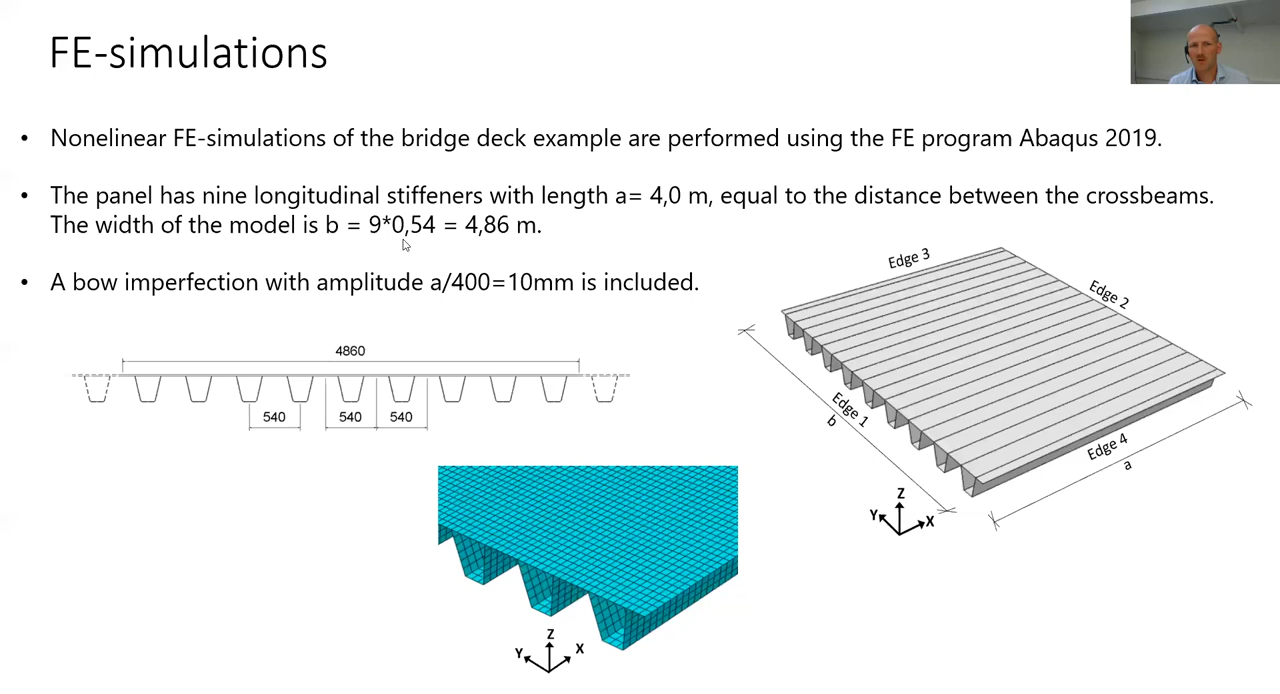 FE-simulations
• Nonelinear FE-simulations of the bridge deck example are performed using the FE program Abaqus 2019.
• The panel has nine longitudinal stiffeners with length a= 4,0 m, equal to the distance between the crossbeams.
The width of the model is b = 9*0,54 = 4,86 m.
• A bow imperfection with amplitude a/400=10mm is included.
4860
540
540
540
Edge 3
Edge 2
Edge 1
b
Edge 4
a
Z
Y
X
Z
Y
X